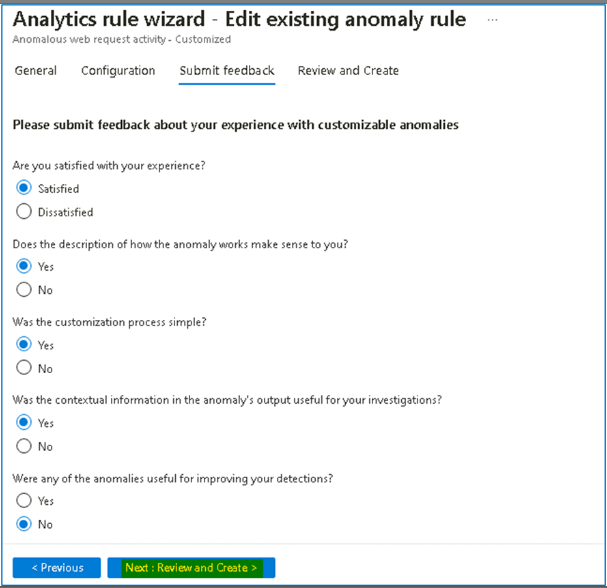 Analytics rule wizard - Edit existing anomaly rule ...
Anomalous web request activity - Customized
General Configuration Submit feedback Review and Create
Please submit feedback about your experience with customizable anomalies
Are you satisfied with your experience?
Satisfied
Dissatisfied
Does the description of how the anomaly works make sense to you?
Yes
No
Was the customization process simple?
Yes
No
Was the contextual information in the anomaly's output useful for your investigations?
Yes
No
Were any of the anomalies useful for improving your detections?
Yes
No
< Previous Next : Review and Create >